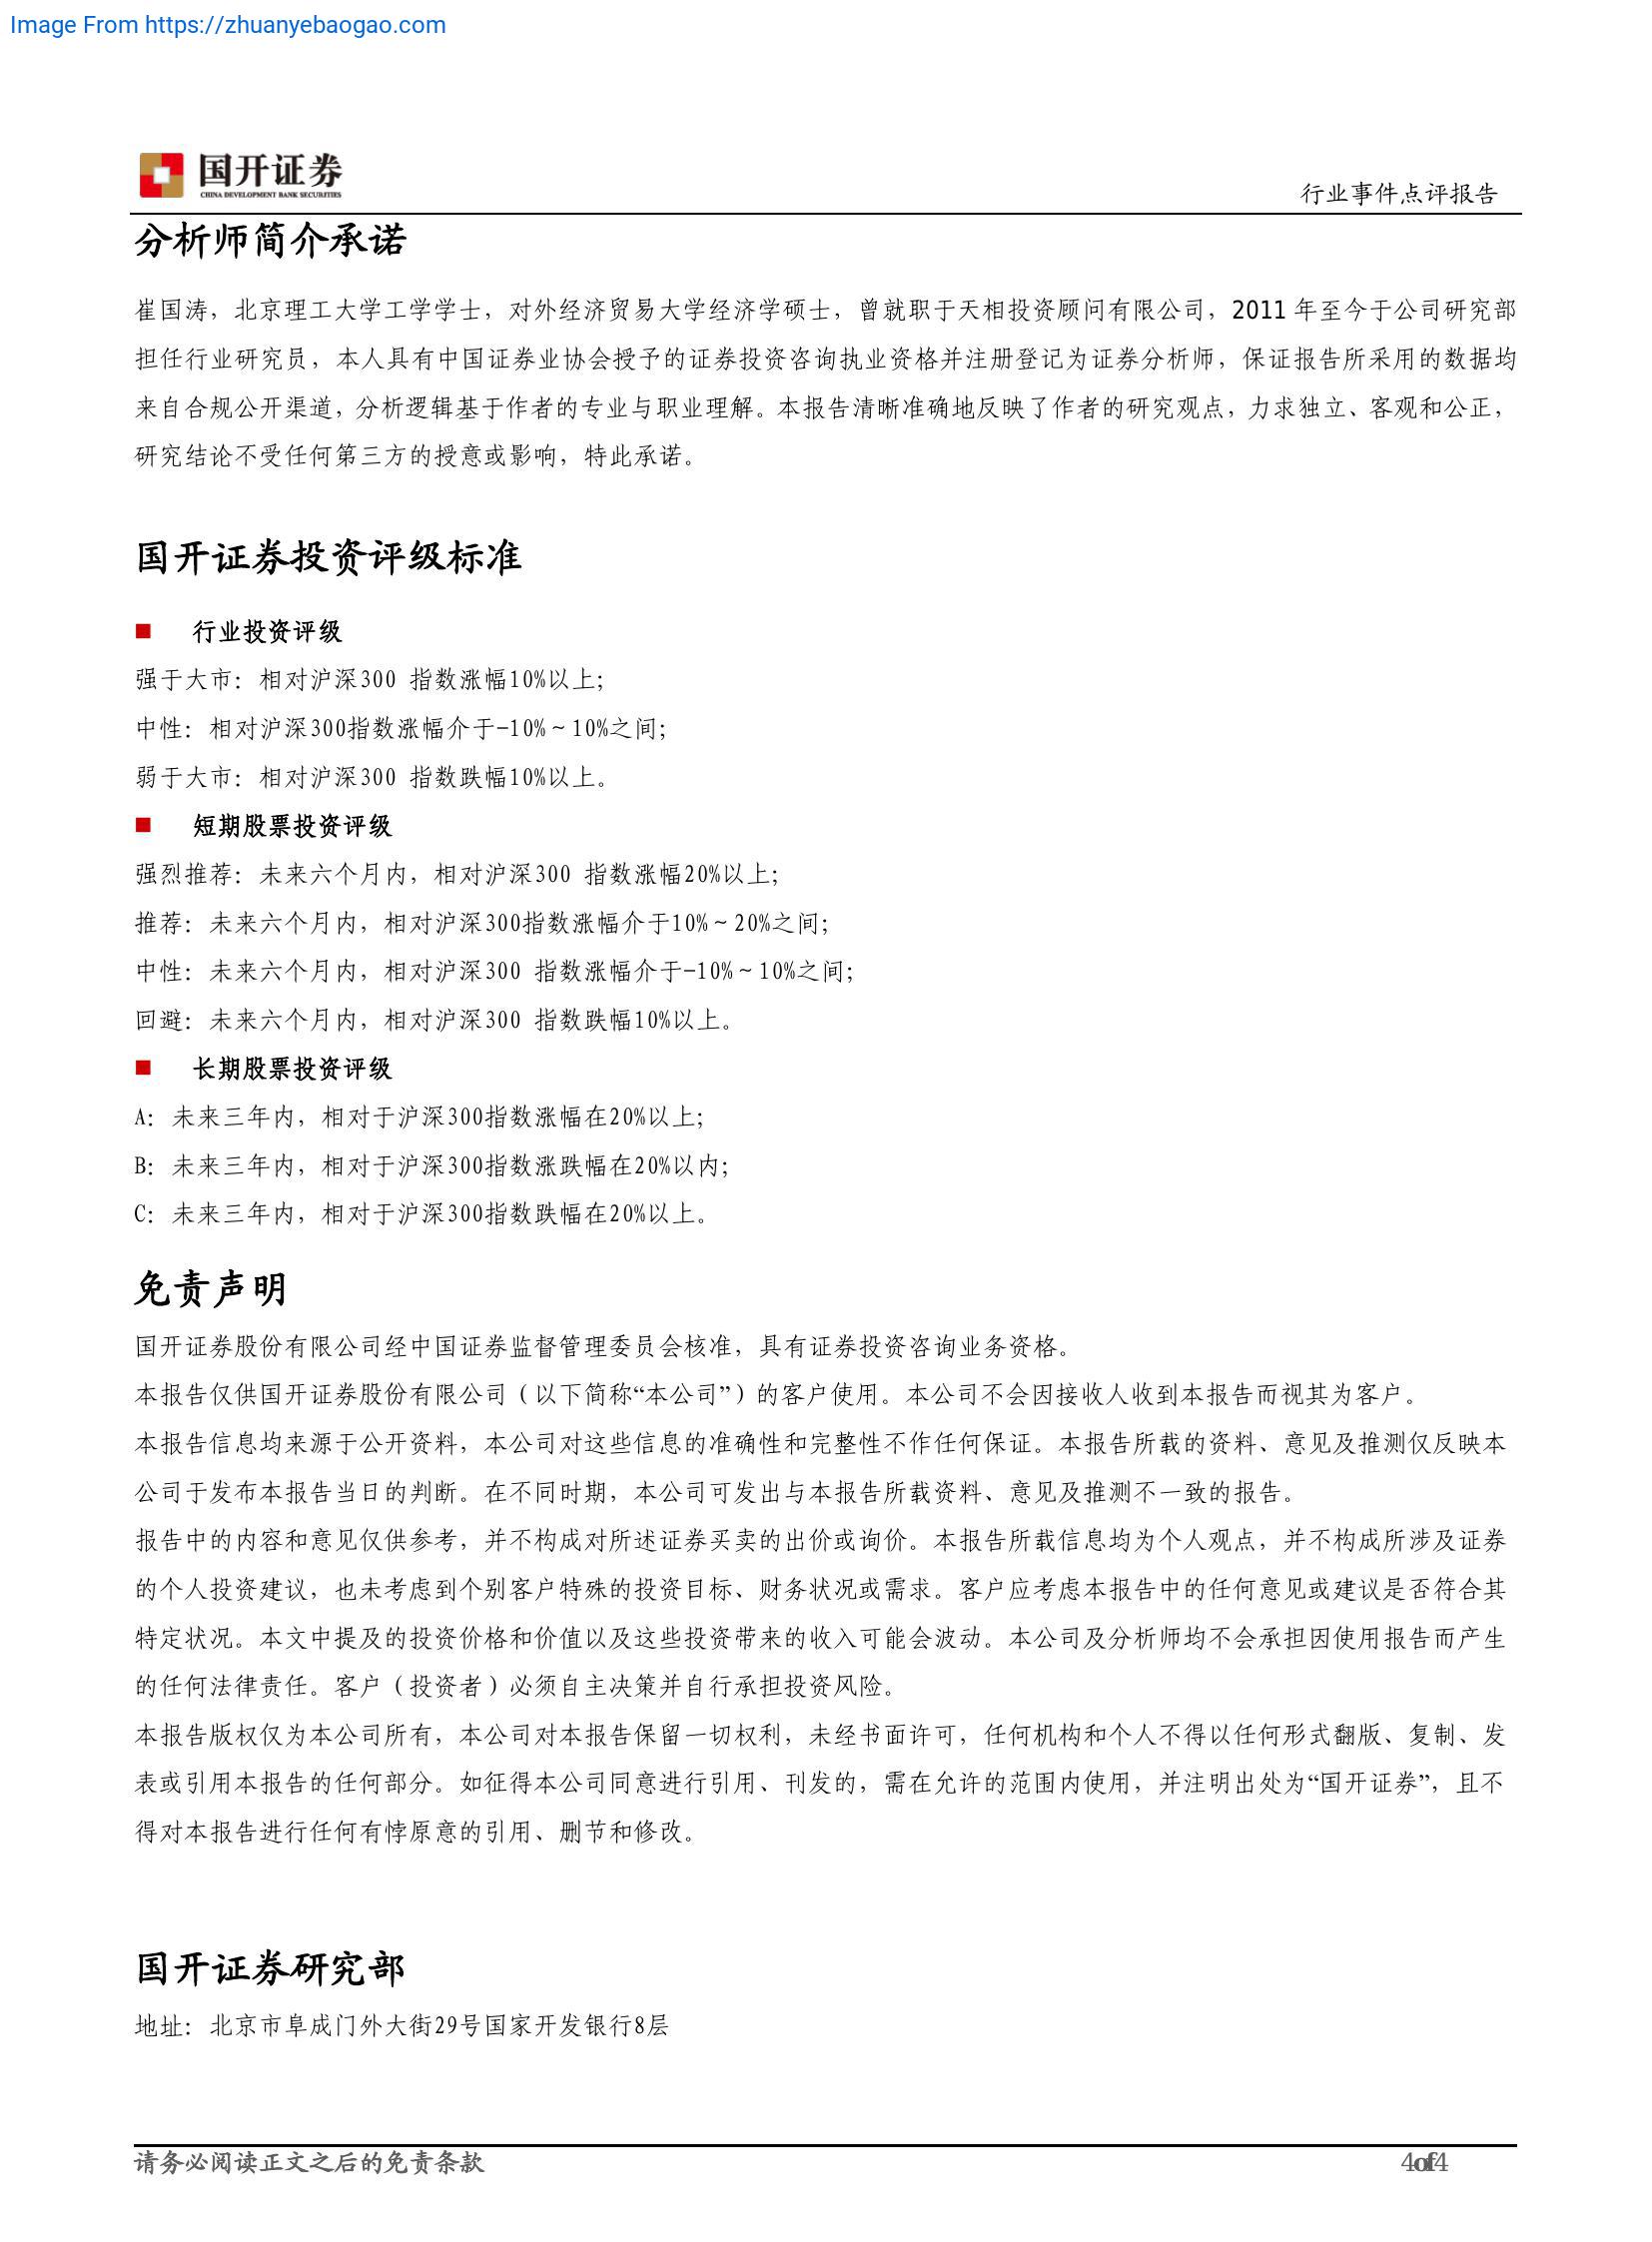 Image From https://zhuanyebaogao.com
国开证券
CHINA DEVELOPMENT BANK SECURITIES
行业事件点评报告
分析师简介承诺
崔国涛，北京理工大学工学学士，对外经济贸易大学经济学硕士，曾就职于天相投资顾问有限公司，2011 年至今于公司研究部
担任行业研究员，本人具有中国证券业协会授予的证券投资咨询执业资格并注册登记为证券分析师，保证报告所采用的数据均
来自合规公开渠道，分析逻辑基于作者的专业与职业理解。本报告清晰准确地反映了作者的研究观点，力求独立、客观和公正，
研究结论不受任何第三方的授意或影响，特此承诺。
国开证券投资评级标准
■ 行业投资评级
强于大市：相对沪深300 指数涨幅10%以上；
中性：相对沪深300指数涨幅介于-10%～10%之间；
弱于大市：相对沪深300 指数跌幅10%以上。
■ 短期股票投资评级
强烈推荐：未来六个月内，相对沪深300 指数涨幅20%以上；
推荐：未来六个月内，相对沪深300指数涨幅介于10%～20%之间；
中性：未来六个月内，相对沪深300 指数涨幅介于-10%～10%之间；
回避：未来六个月内，相对沪深300 指数跌幅10%以上。
■ 长期股票投资评级
A：未来三年内，相对于沪深300指数涨幅在20%以上；
B：未来三年内，相对于沪深300指数涨跌幅在20%以内；
C：未来三年内，相对于沪深300指数跌幅在20%以上。
免责声明
国开证券股份有限公司经中国证券监督管理委员会核准，具有证券投资咨询业务资格。
本报告仅供国开证券股份有限公司（以下简称“本公司”）的客户使用。本公司不会因接收人收到本报告而视其为客户。
本报告信息均来源于公开资料，本公司对这些信息的准确性和完整性不作任何保证。本报告所载的资料、意见及推测仅反映本
公司于发布本报告当日的判断。在不同时期，本公司可发出与本报告所载资料、意见及推测不一致的报告。
报告中的内容和意见仅供参考，并不构成对所述证券买卖的出价或询价。本报告所载信息均为个人观点，并不构成所涉及证券
的个人投资建议，也未考虑到个别客户特殊的投资目标、财务状况或需求。客户应考虑本报告中的任何意见或建议是否符合其
特定状况。本文中提及的投资价格和价值以及这些投资带来的收入可能会波动。本公司及分析师均不会承担因使用报告而产生
的任何法律责任。客户（投资者）必须自主决策并自行承担投资风险。
本报告版权仅为本公司所有，本公司对本报告保留一切权利，未经书面许可，任何机构和个人不得以任何形式翻版、复制、发
表或引用本报告的任何部分。如征得本公司同意进行引用、刊发的，需在允许的范围内使用，并注明出处为“国开证券”，且不
得对本报告进行任何有悖原意的引用、删节和修改。
国开证券研究部
地址：北京市阜成门外大街29号国家开发银行8层
请务必阅读正文之后的免责条款
4of4